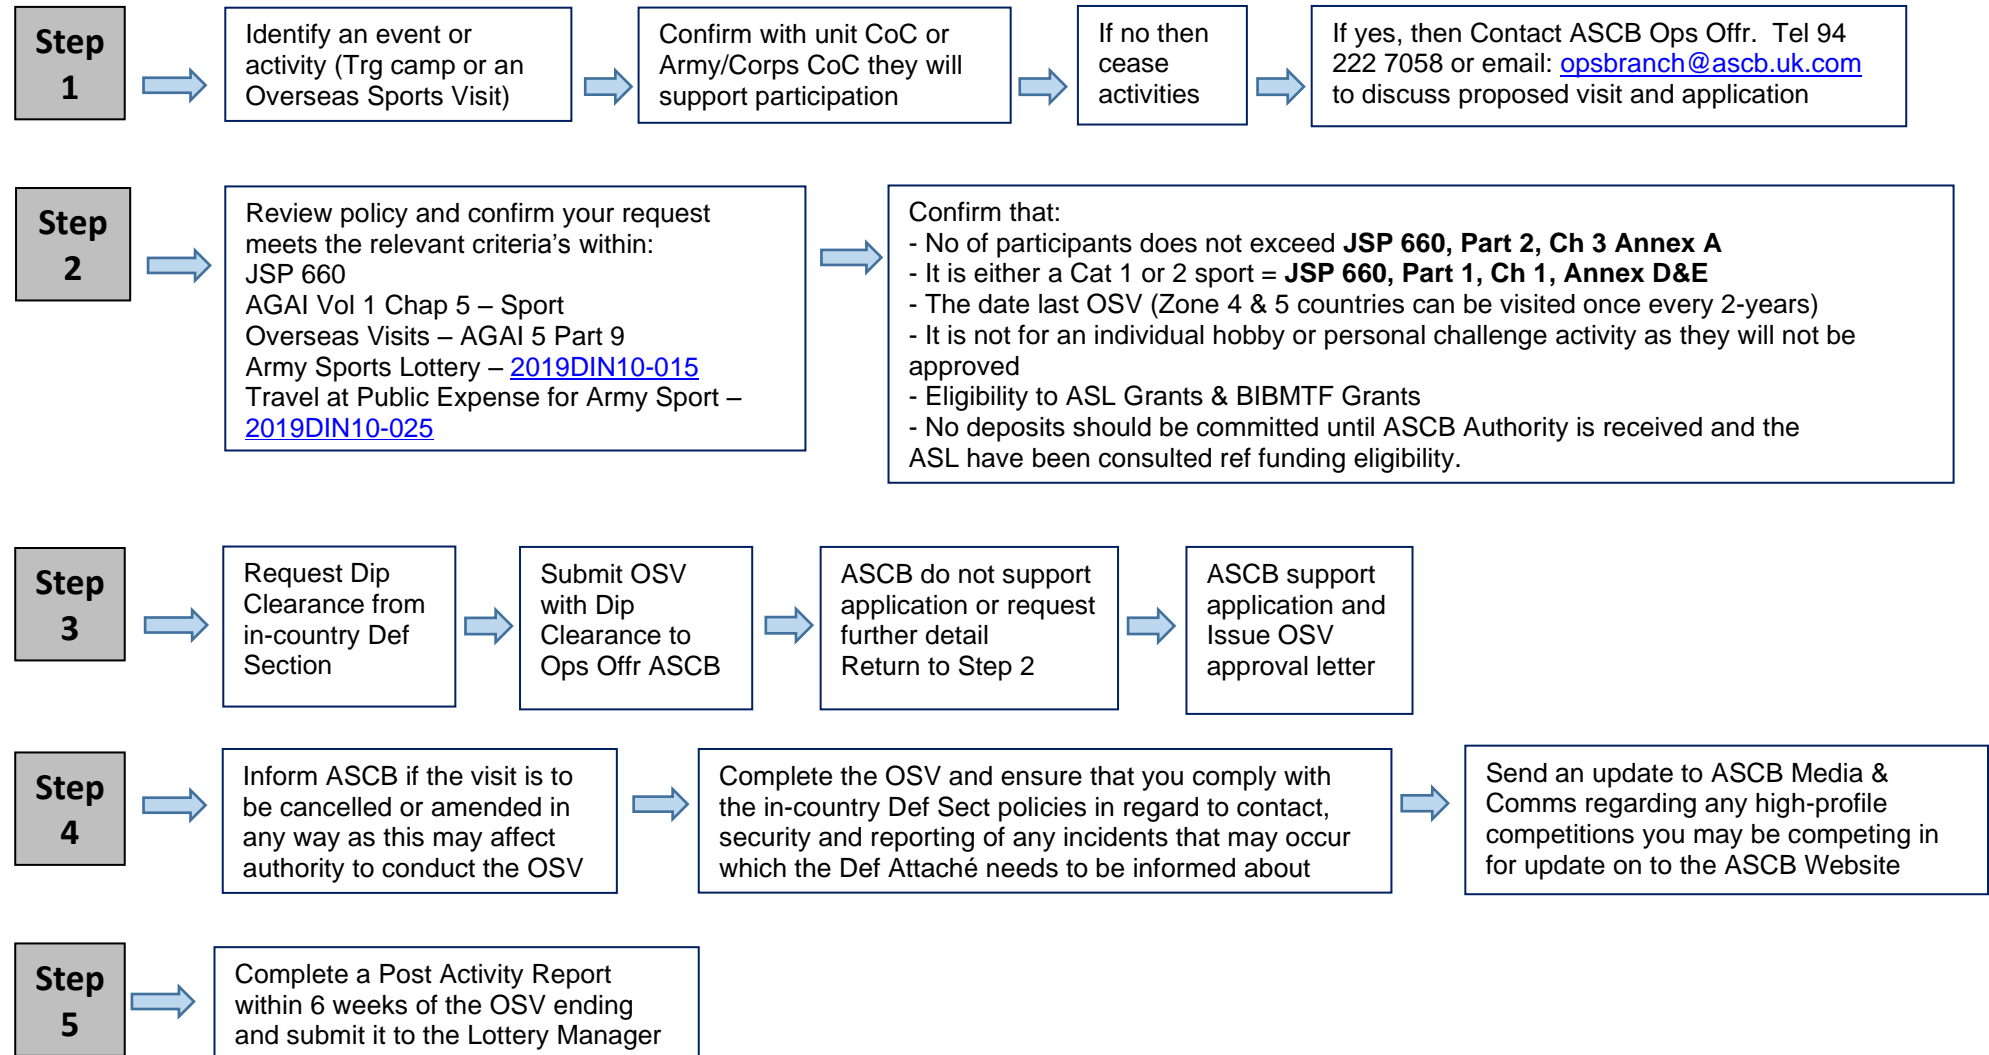 Step
1
Identify an event or
activity (Trg camp or an
Overseas Sports Visit)
Confirm with unit CoC or
Army/Corps CoC they will
support participation
If no then
cease
activities
If yes, then Contact ASCB Ops Offr.  Tel 94
222 7058 or email: opsbranch@ascb.uk.com
to discuss proposed visit and application
Step
2
Review policy and confirm your request
meets the relevant criteria's within:
JSP 660
AGAI Vol 1 Chap 5 – Sport
Overseas Visits – AGAI 5 Part 9
Army Sports Lottery – 2019DIN10-015
Travel at Public Expense for Army Sport –
2019DIN10-025
Confirm that:
- No of participants does not exceed JSP 660, Part 2, Ch 3 Annex A
- It is either a Cat 1 or 2 sport = JSP 660, Part 1, Ch 1, Annex D&E
- The date last OSV (Zone 4 & 5 countries can be visited once every 2-years)
- It is not for an individual hobby or personal challenge activity as they will not be
approved
- Eligibility to ASL Grants & BIBMTF Grants
- No deposits should be committed until ASCB Authority is received and the
ASL have been consulted ref funding eligibility.
Step
3
Request Dip
Clearance from
in-country Def
Section
Submit OSV
with Dip
Clearance to
Ops Offr ASCB
ASCB do not support
application or request
further detail
Return to Step 2
ASCB support
application and
Issue OSV
approval letter
Step
4
Inform ASCB if the visit is to
be cancelled or amended in
any way as this may affect
authority to conduct the OSV
Complete the OSV and ensure that you comply with
the in-country Def Sect policies in regard to contact,
security and reporting of any incidents that may occur
which the Def Attaché needs to be informed about
Send an update to ASCB Media &
Comms regarding any high-profile
competitions you may be competing in
for update on to the ASCB Website
Step
5
Complete a Post Activity Report
within 6 weeks of the OSV ending
and submit it to the Lottery Manager